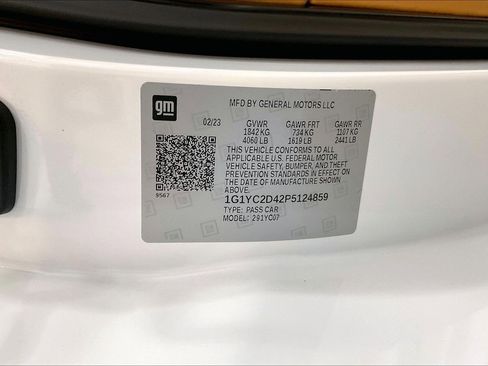 gm
MFD BY GENERAL MOTORS LLC
02/23 GVWR GAWR FRT GAWR RR
1842 KG 734 KG 1107 KG
4060 LB 1619 LB 2441 LB
THIS VEHICLE CONFORMS TO ALL
APPLICABLE U.S. FEDERAL MOTOR
VEHICLE SAFETY, BUMPER, AND THEFT
PREVENTION STANDARDS IN EFFECT ON
THE DATE OF MANUFACTURE SHOWN
ABOVE.
9567
1G1YC2D42P5124859
TYPE: PASS CAR
MODEL: 291YC07